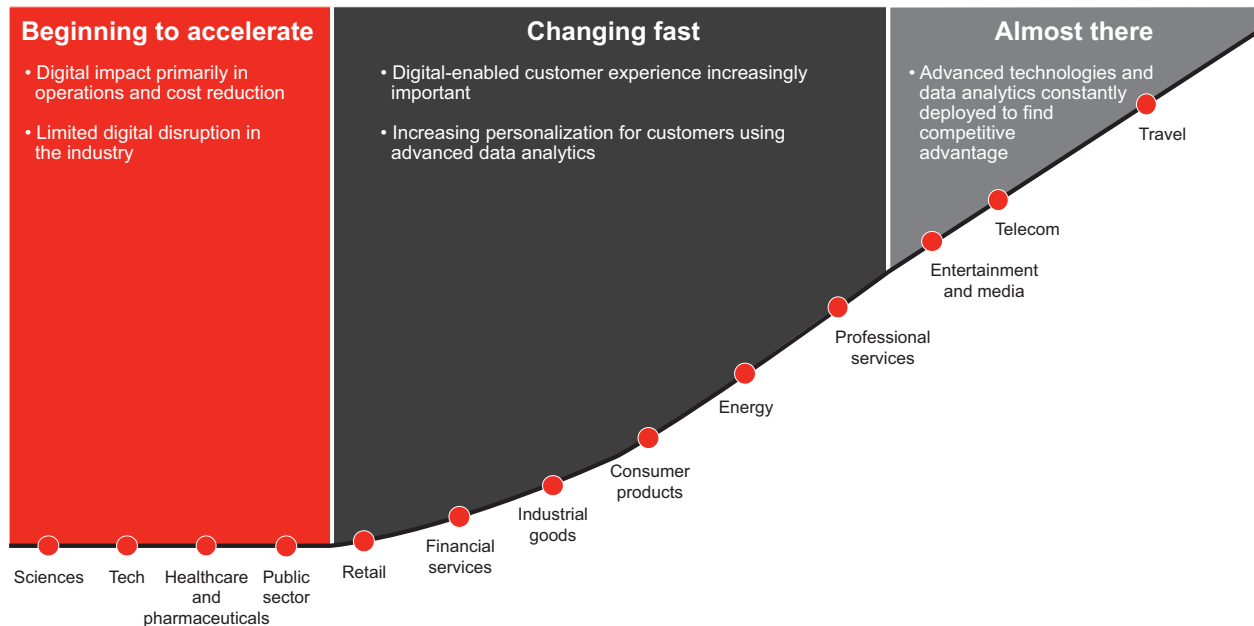 Beginning to accelerate
• Digital impact primarily in
operations and cost reduction
• Limited digital disruption in
the industry
Changing fast
• Digital-enabled customer experience increasingly
important
• Increasing personalization for customers using
advanced data analytics
Almost there
• Advanced technologies and
data analytics constantly
deployed to find
competitive
advantage
Travel
Telecom
Entertainment
and media
Professional
services
Energy
Consumer
products
Industrial
goods
Financial
services
Retail
Public
sector
Healthcare
and
pharmaceuticals
Tech
Sciences